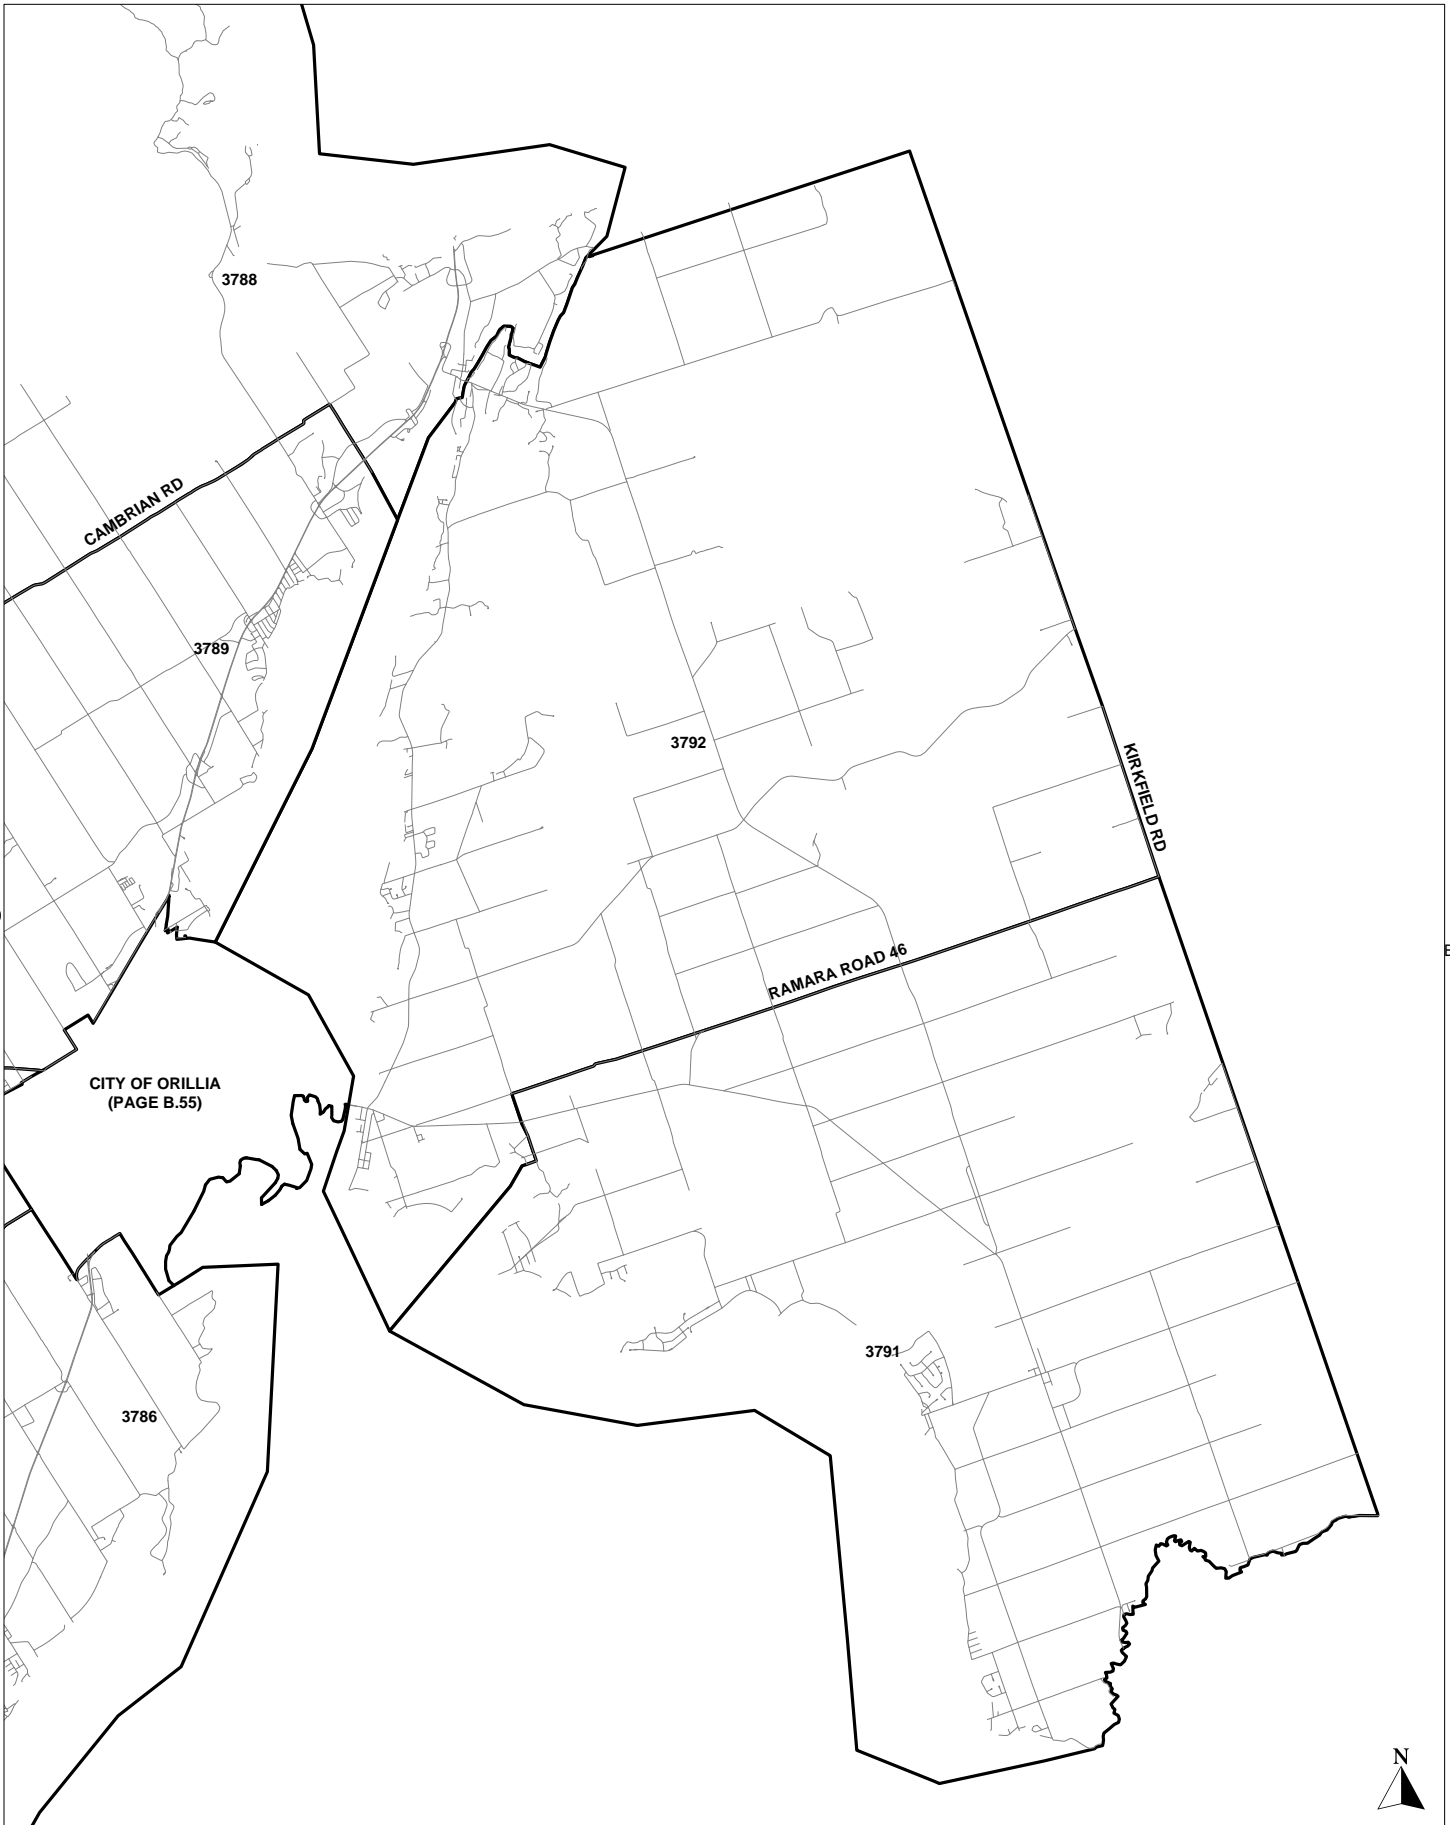 3788
CAMBRIAN RD
3789
3792
KIRKFIELD RD
RAMARA ROAD 46
CITY OF ORILLIA
(PAGE B.55)
3791
3786
N